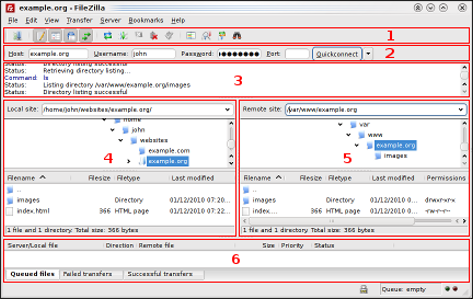 example.org - FileZilla
File Edit View Transfer Server Bookmarks Help
1
Host: example.org Username: john Password: ●●●●●●●● Port: Quickconnect 2
Status: Directory listing successful
Status: Retrieving directory listing...
Command: ls
Status: Listing directory /var/www/example.org/images
Status: Directory listing successful
3
Local site: /home/john/websites/example.org/
home
john
websites
example.com
example.org
4
Filename Filesize Filetype Last modified
..
images Directory 01/12/2010 07:20...
index.html 366 HTML page 01/12/2010 07:22...
1 file and 1 directory. Total size: 366 bytes
Remote site: /var/www/example.org
var
www
example.org
images
5
Filename Filesize Filetype Last modified Permissions
..
images Directory 01/12/2010 0... drwxr-xr-x
index.... 366 HTML page 01/12/2010 0... -rw-r--r--
1 file and 1 directory. Total size: 366 bytes
Server/Local file Direction Remote file Size Priority Status
6
Queued files Failed transfers Successful transfers
Queue: empty